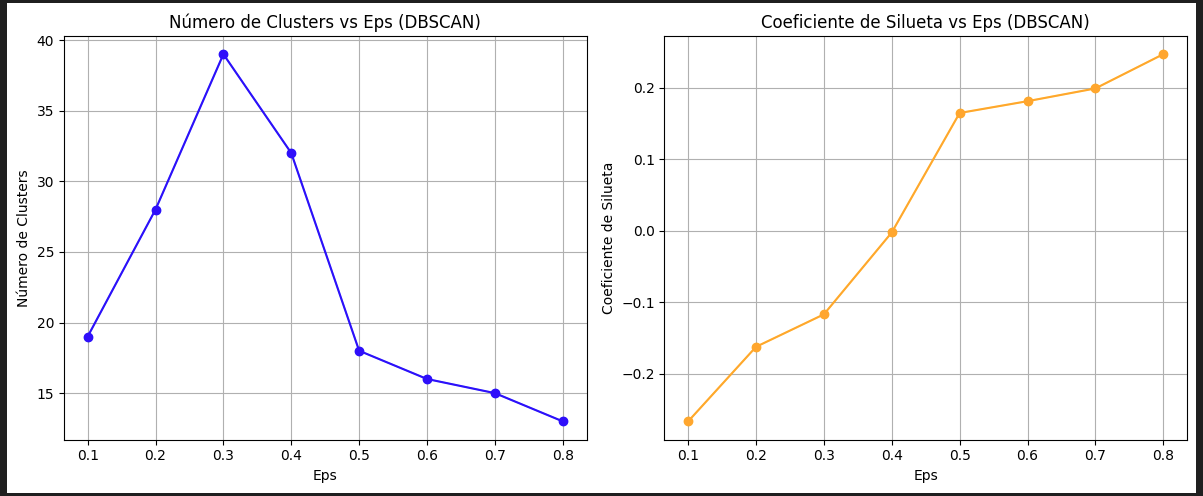 Número de Clusters vs Eps (DBSCAN)
40
35
30
25
20
15
Número de Clusters
0.1 0.2 0.3 0.4 0.5 0.6 0.7 0.8
Eps
Coeficiente de Silueta vs Eps (DBSCAN)
0.2
0.1
0.0
−0.1
−0.2
Coeficiente de Silueta
0.1 0.2 0.3 0.4 0.5 0.6 0.7 0.8
Eps